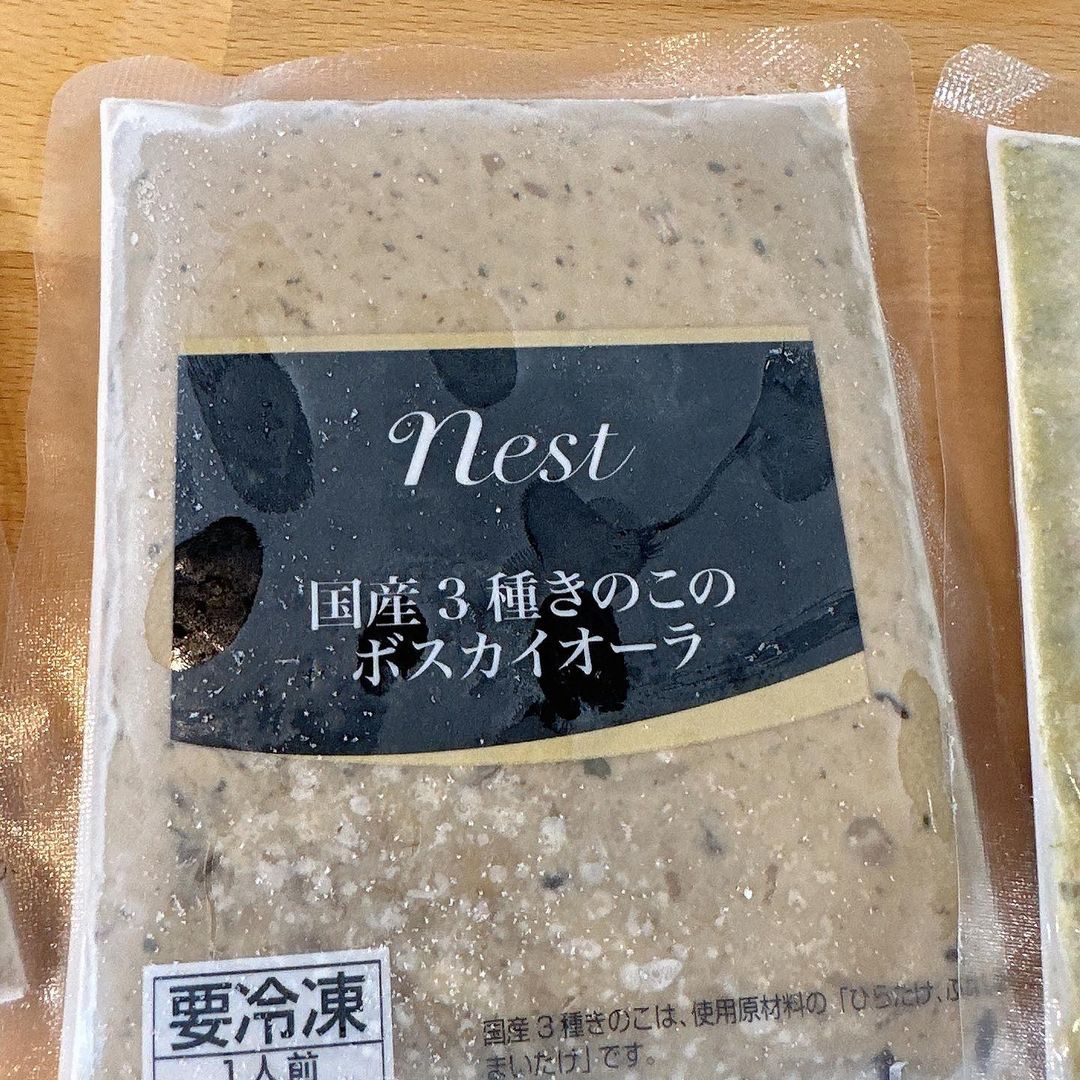 nest
国産3種きのこの
ボスカイオーラ
要冷凍
1人前
国産3種きのこは、使用原材料の「ひらたけ、
まいたけ」です。